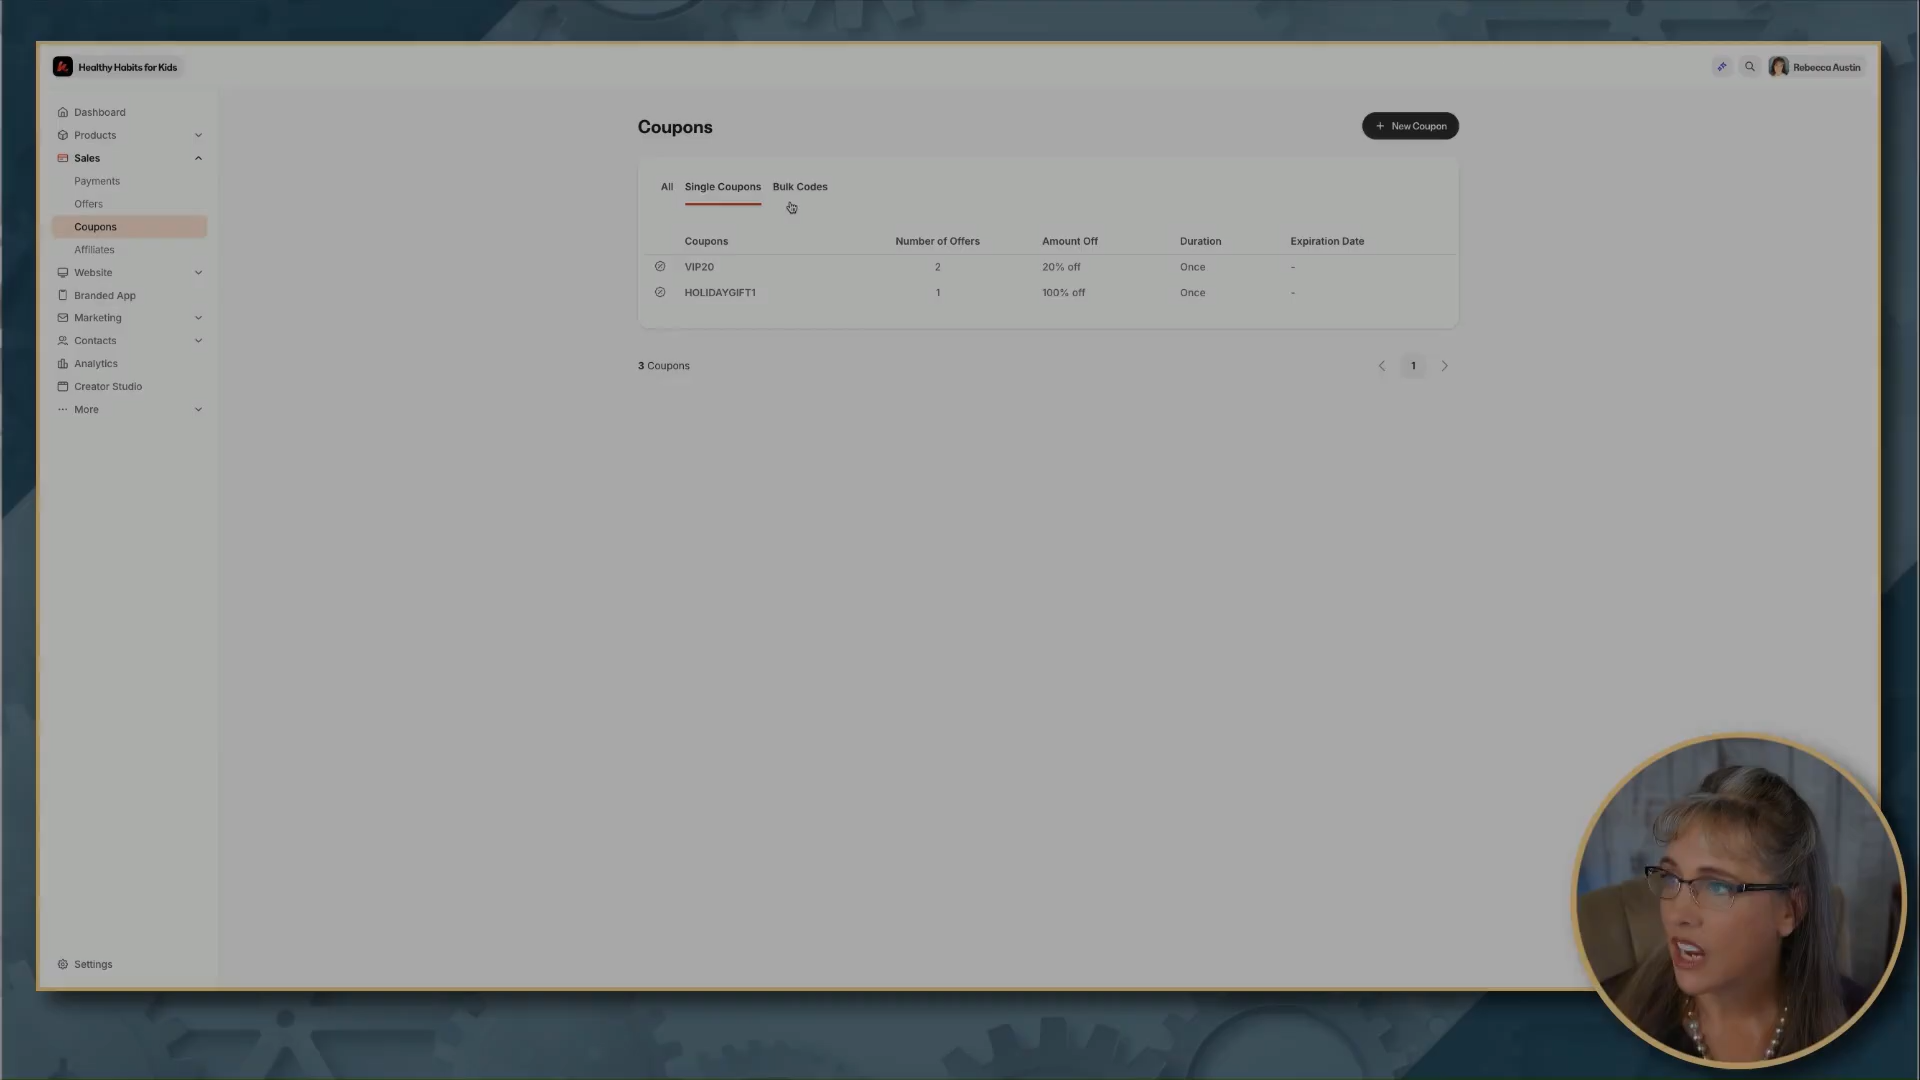 Healthy Habits for Kids
Rebecca Austin
Dashboard
Products
Sales
Payments
Offers
Coupons
Affiliates
Website
Branded App
Marketing
Contacts
Analytics
Creator Studio
More
Settings
Coupons
+ New Coupon
All Single Coupons Bulk Codes
Coupons Number of Offers Amount Off Duration Expiration Date
VIP20 2 20% off Once -
HOLIDAYGIFT1 1 100% off Once -
3 Coupons
1